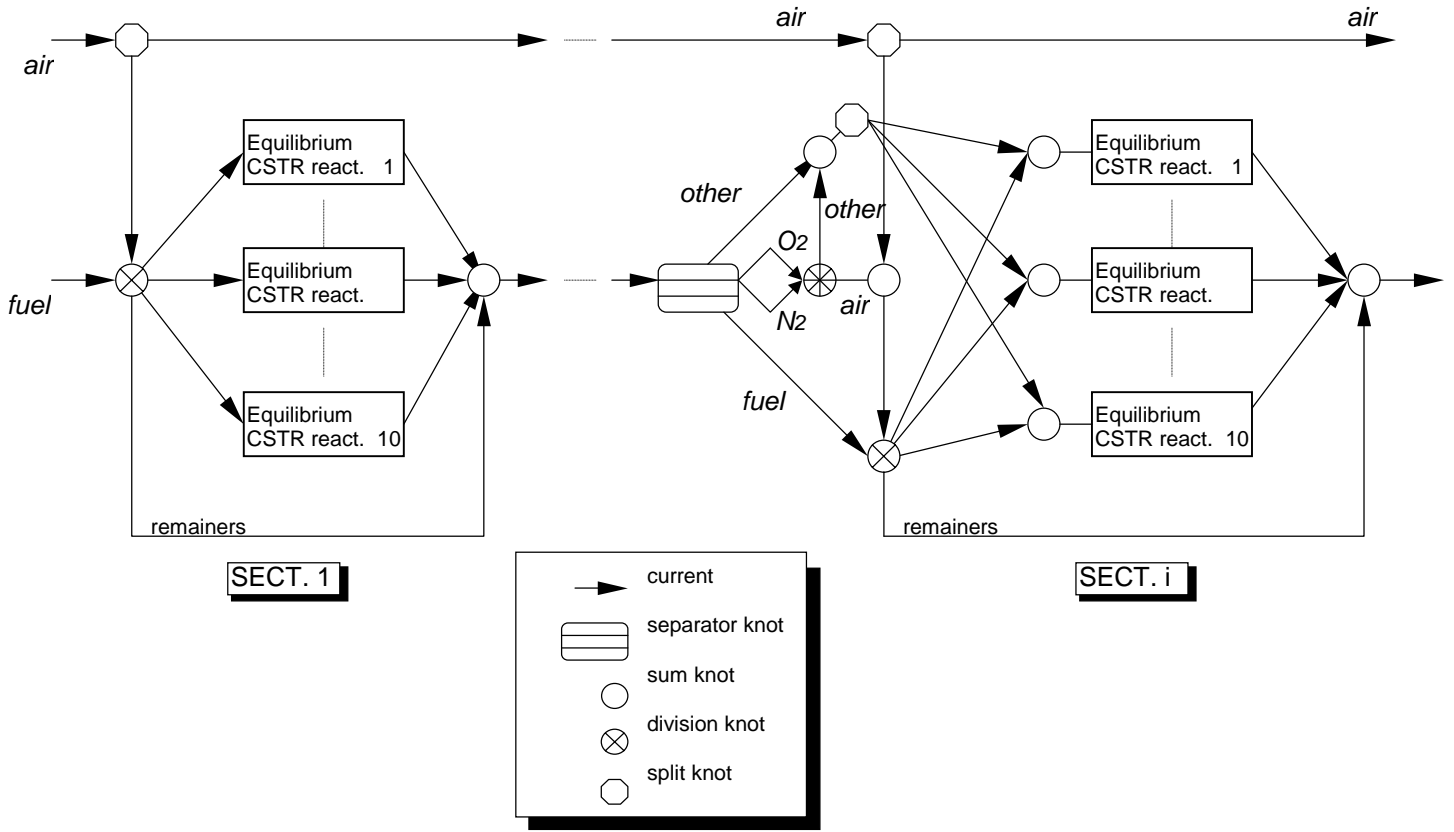 air
air
air
Equilibrium
CSTR react. 1
Equilibrium
CSTR react.
Equilibrium
CSTR react. 10
fuel
remainers
SECT. 1
other
other
O2
N2
air
fuel
Equilibrium
CSTR react. 1
Equilibrium
CSTR react.
Equilibrium
CSTR react. 10
remainers
SECT. i
current
separator knot
sum knot
division knot
split knot